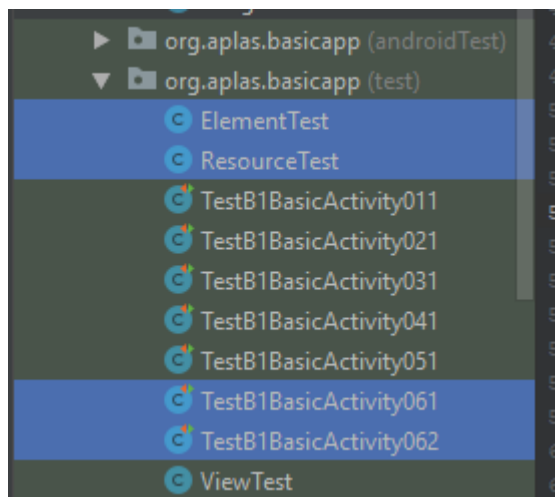 org.aplas.basicapp (androidTest)
org.aplas.basicapp (test)
ElementTest
ResourceTest
TestB1BasicActivity011
TestB1BasicActivity021
TestB1BasicActivity031
TestB1BasicActivity041
TestB1BasicActivity051
TestB1BasicActivity061
TestB1BasicActivity062
ViewTest